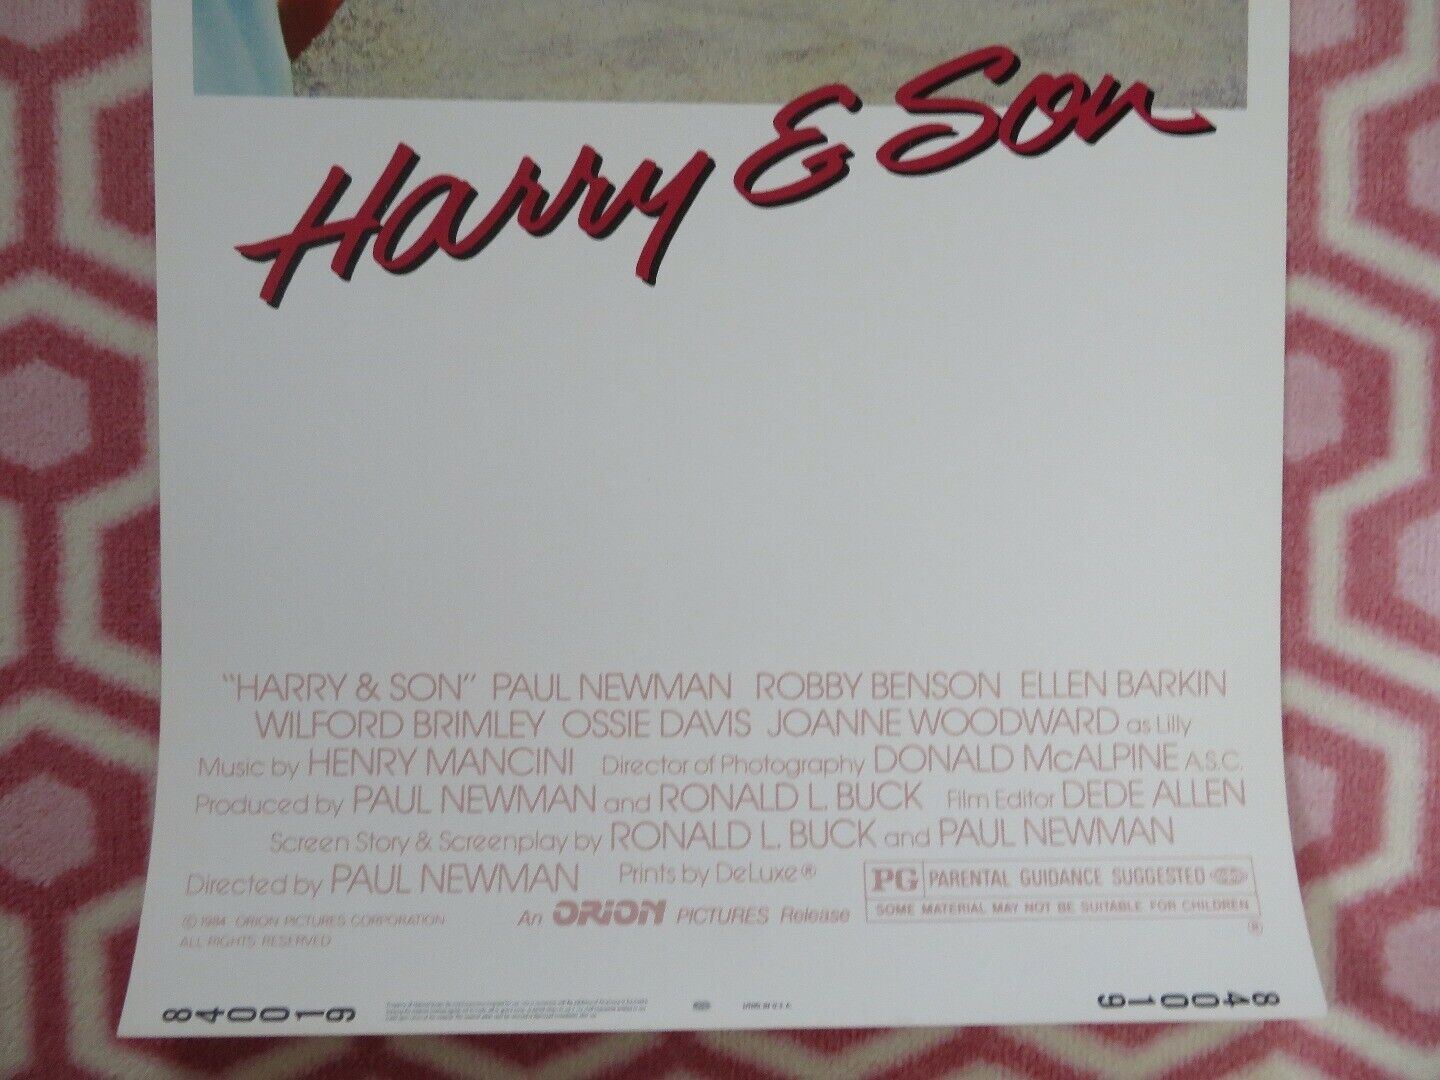 Harry & Son
"HARRY & SON" PAUL NEWMAN ROBBY BENSON ELLEN BARKIN
WILFORD BRIMLEY OSSIE DAVIS JOANNE WOODWARD as Lilly
Music by HENRY MANCINI Director of Photography DONALD McALPINE A.S.C.
Produced by PAUL NEWMAN and RONALD L. BUCK Film Editor DEDE ALLEN
Screen Story & Screenplay by RONALD L. BUCK and PAUL NEWMAN
Directed by PAUL NEWMAN Prints by DeLuxe®
PG PARENTAL GUIDANCE SUGGESTED
SOME MATERIAL MAY NOT BE SUITABLE FOR CHILDREN
®
© 1984 ORION PICTURES CORPORATION
ALL RIGHTS RESERVED
An ORION PICTURES Release
840019
840019